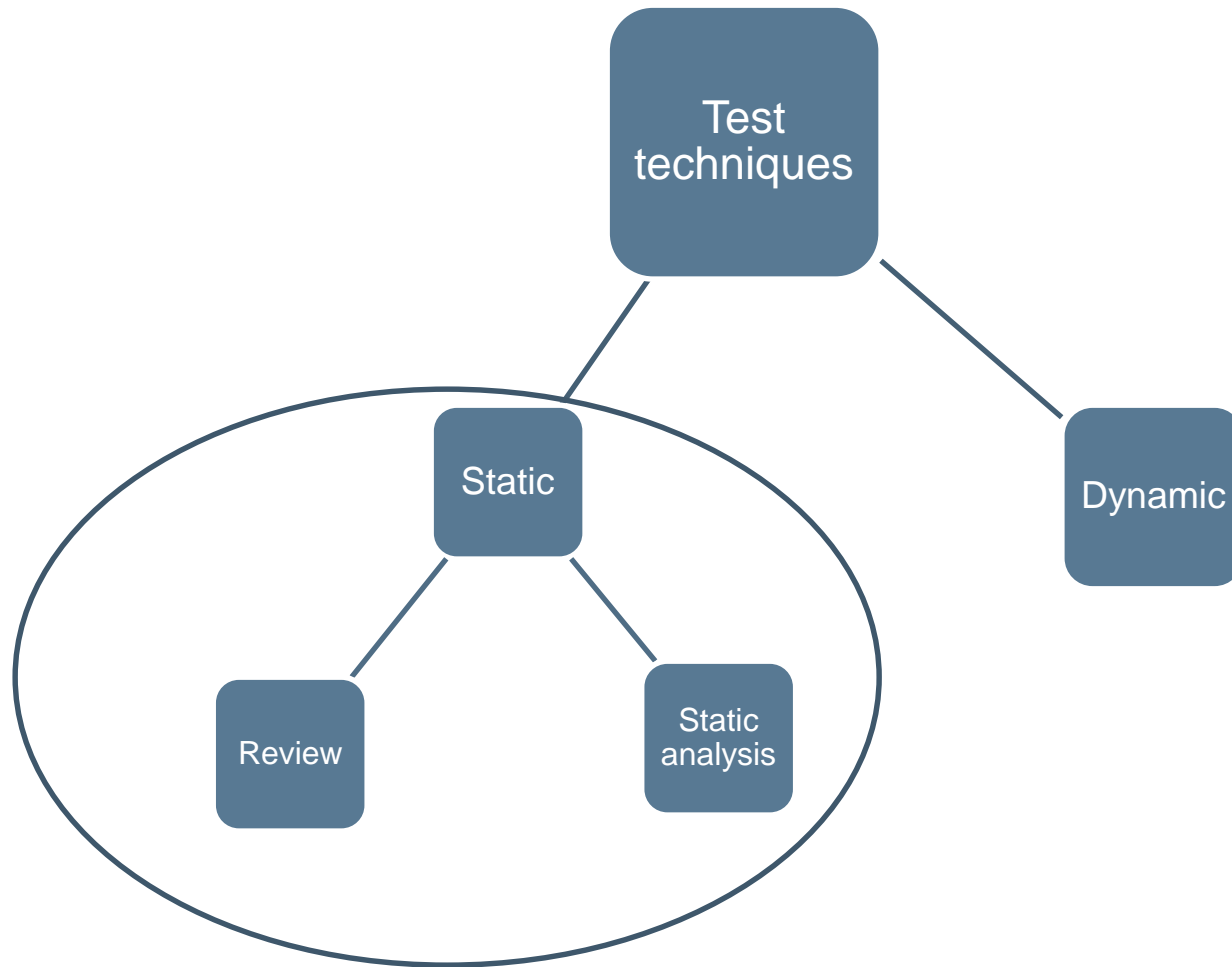 Test
techniques
Static
Dynamic
Review
Static
analysis